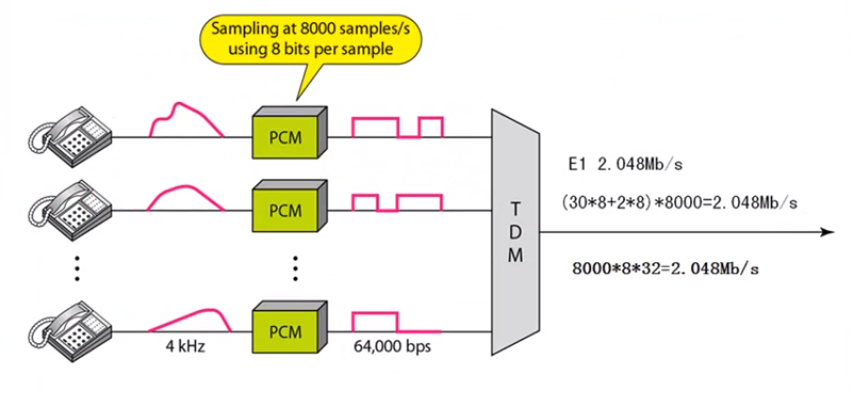 Sampling at 8000 samples/s
using 8 bits per sample
PCM
E1 2.048Mb/s
PCM
(30*8+2*8)*8000=2.048Mb/s
T
D
M
8000*8*32=2.048Mb/s
PCM
4 kHz
64,000 bps